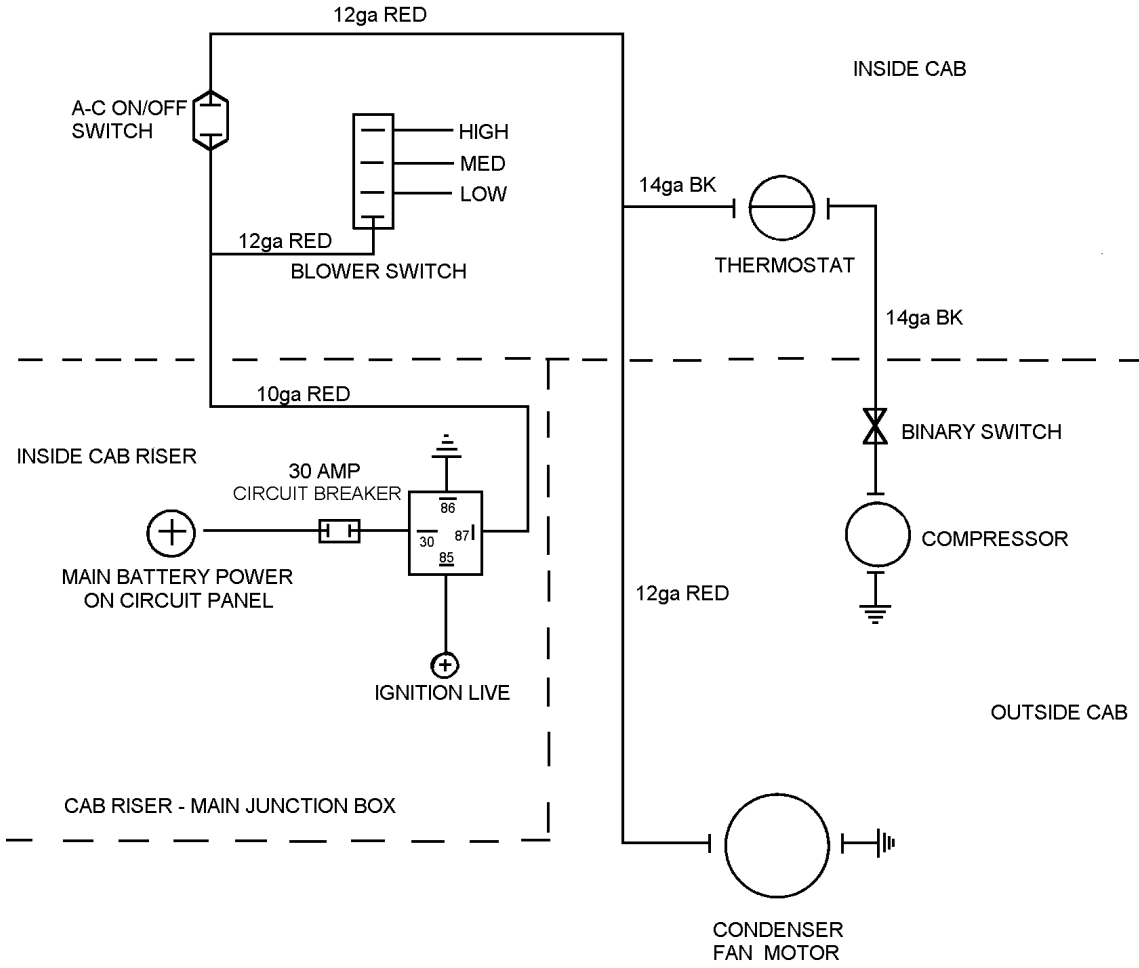 12ga RED
INSIDE CAB
A-C ON/OFF
SWITCH
HIGH
MED
LOW
14ga BK
12ga RED
BLOWER SWITCH
THERMOSTAT
14ga BK
10ga RED
BINARY SWITCH
INSIDE CAB RISER
30 AMP
CIRCUIT BREAKER
86
30
87
85
COMPRESSOR
MAIN BATTERY POWER
ON CIRCUIT PANEL
12ga RED
IGNITION LIVE
OUTSIDE CAB
CAB RISER - MAIN JUNCTION BOX
CONDENSER
FAN MOTOR